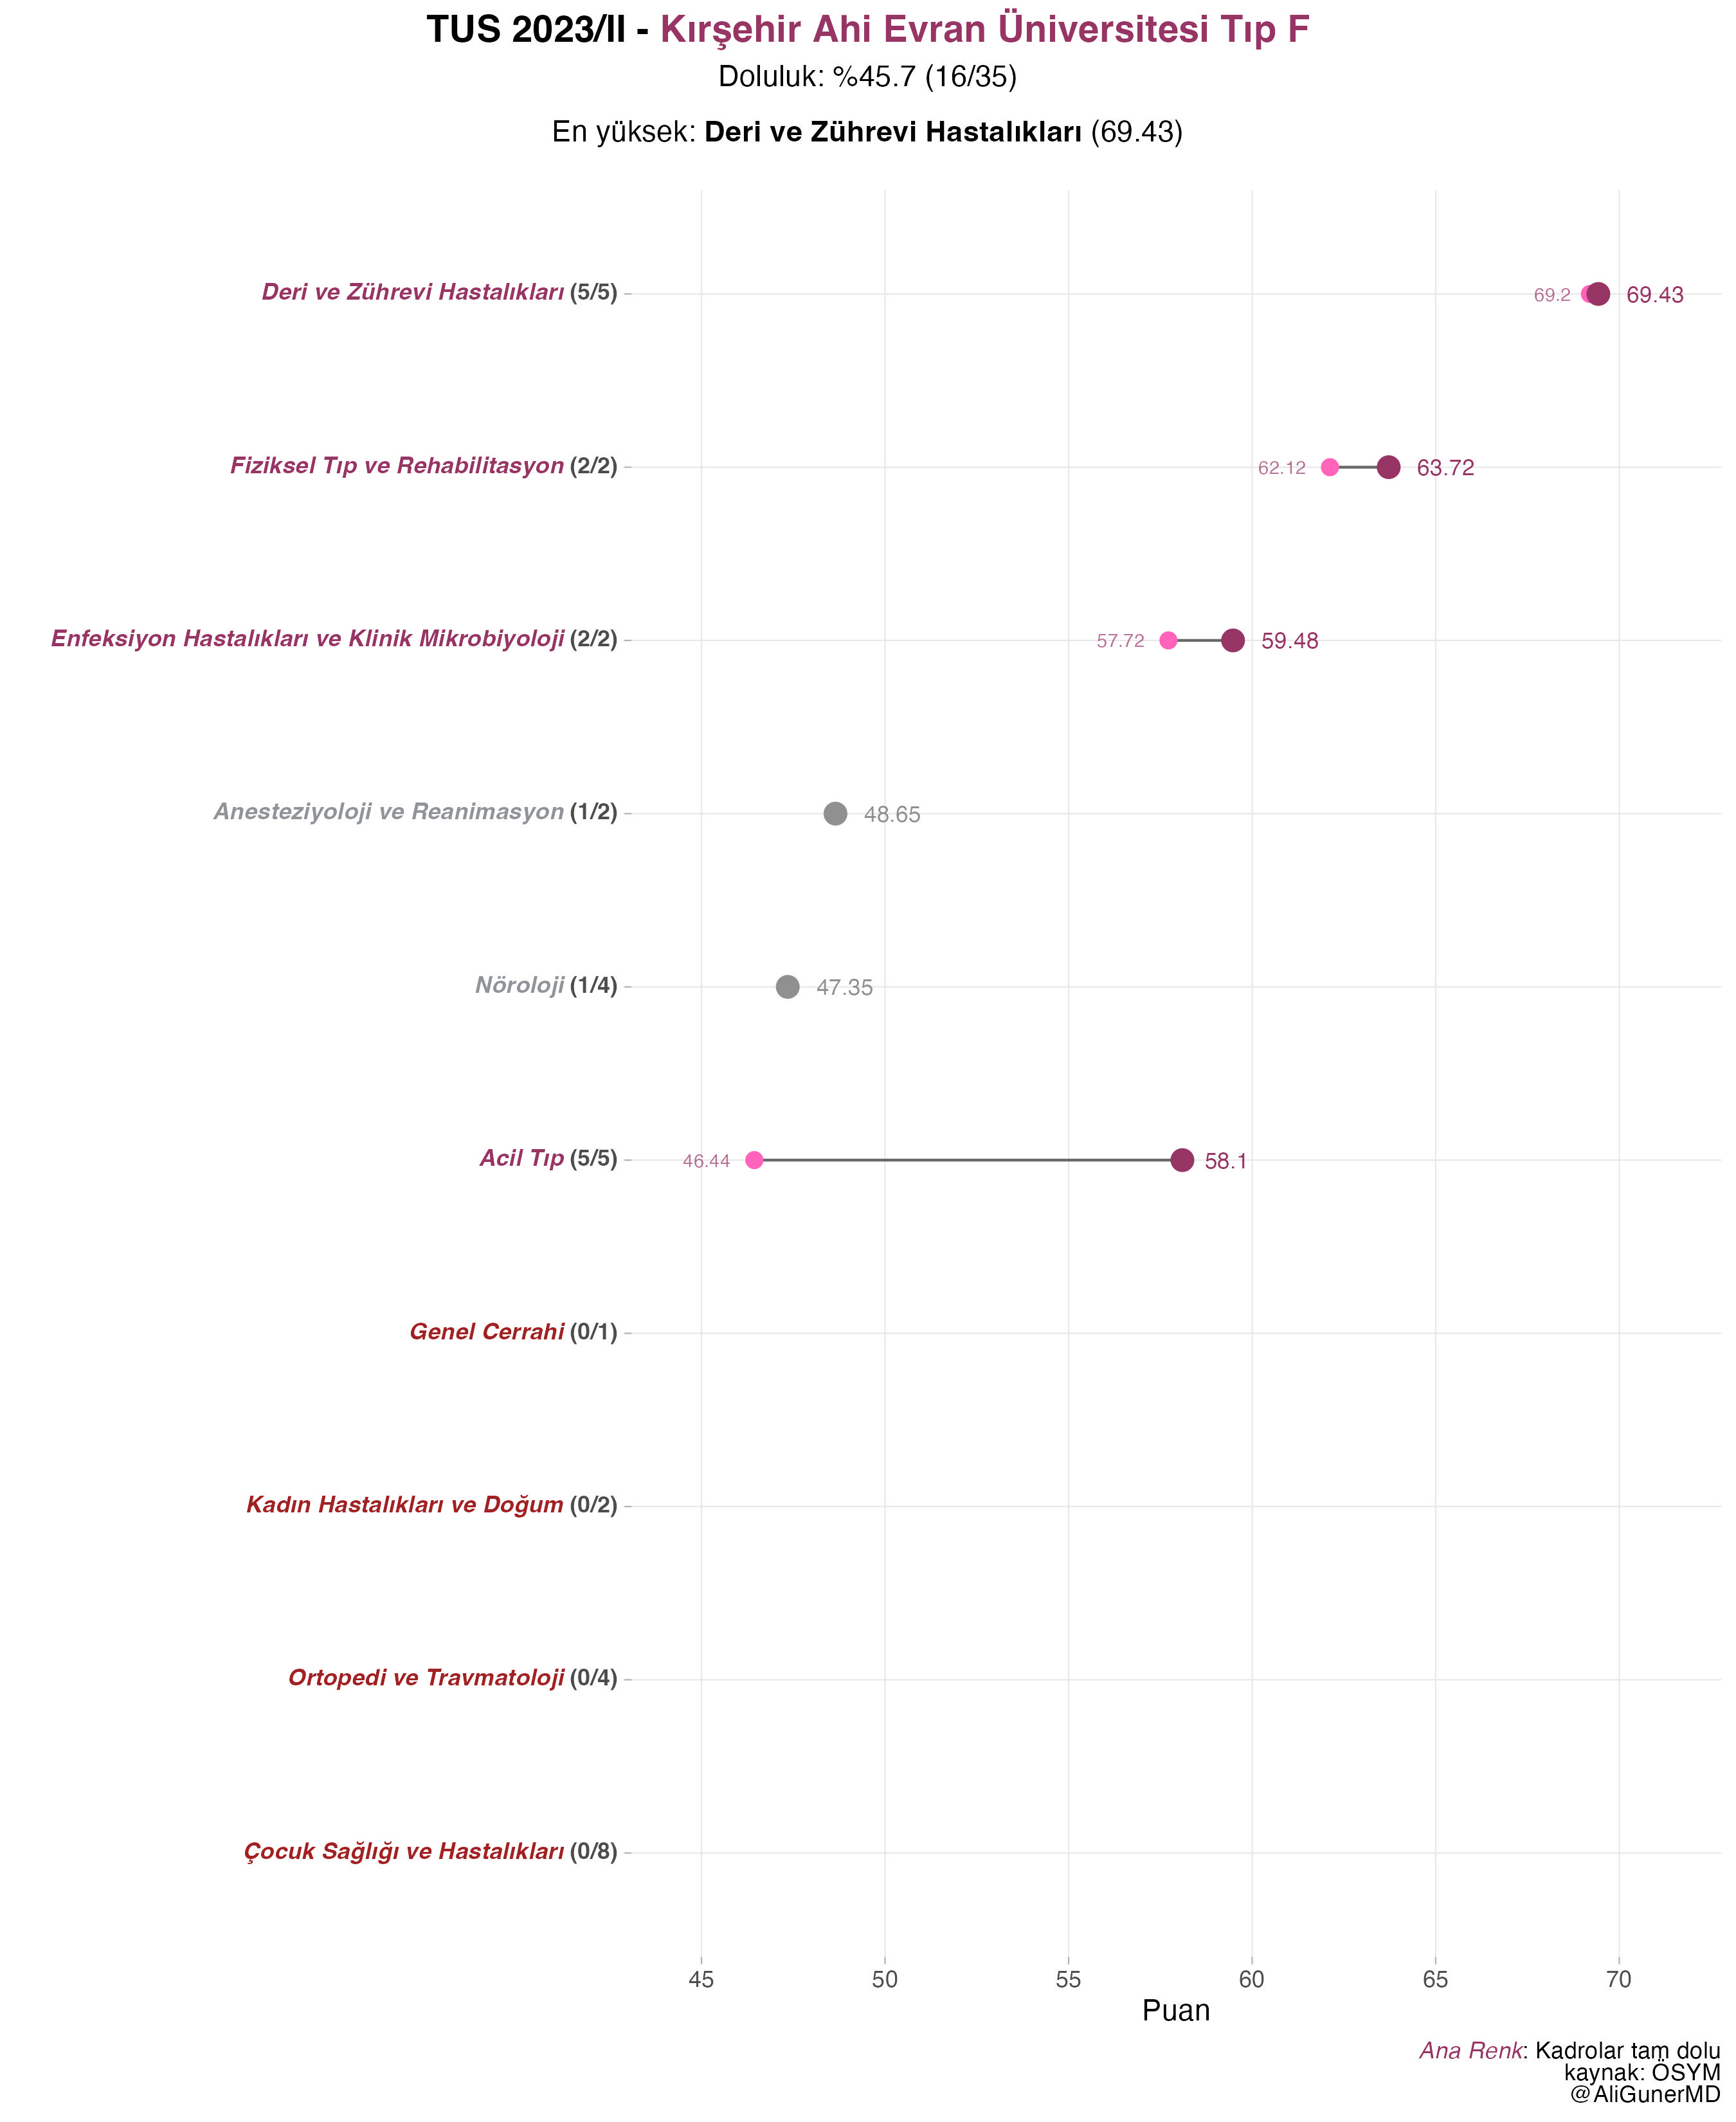 TUS 2023/II - Kırşehir Ahi Evran Üniversitesi Tıp F
Doluluk: %45.7 (16/35)
En yüksek: Deri ve Zührevi Hastalıkları (69.43)
Deri ve Zührevi Hastalıkları (5/5) 69.2 69.43
Fiziksel Tıp ve Rehabilitasyon (2/2) 62.12 63.72
Enfeksiyon Hastalıkları ve Klinik Mikrobiyoloji (2/2) 57.72 59.48
Anesteziyoloji ve Reanimasyon (1/2) 48.65
Nöroloji (1/4) 47.35
Acil Tıp (5/5) 46.44 58.1
Genel Cerrahi (0/1)
Kadın Hastalıkları ve Doğum (0/2)
Ortopedi ve Travmatoloji (0/4)
Çocuk Sağlığı ve Hastalıkları (0/8)
45 50 55 60 65 70
Puan
Ana Renk: Kadrolar tam dolu
kaynak: ÖSYM
@AliGunerMD